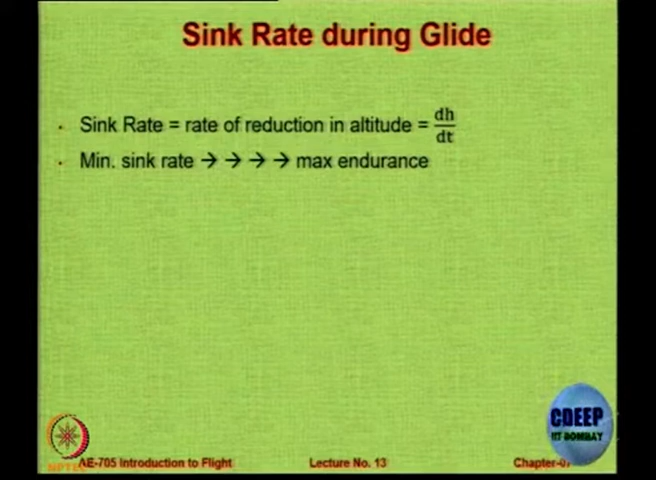 Sink Rate during Glide
• Sink Rate = rate of reduction in altitude = dh/dt
• Min. sink rate → → → → max endurance
CDEEP
IIT BOMBAY
NPTEL
AE-705 Introduction to Flight
Lecture No. 13
Chapter-07